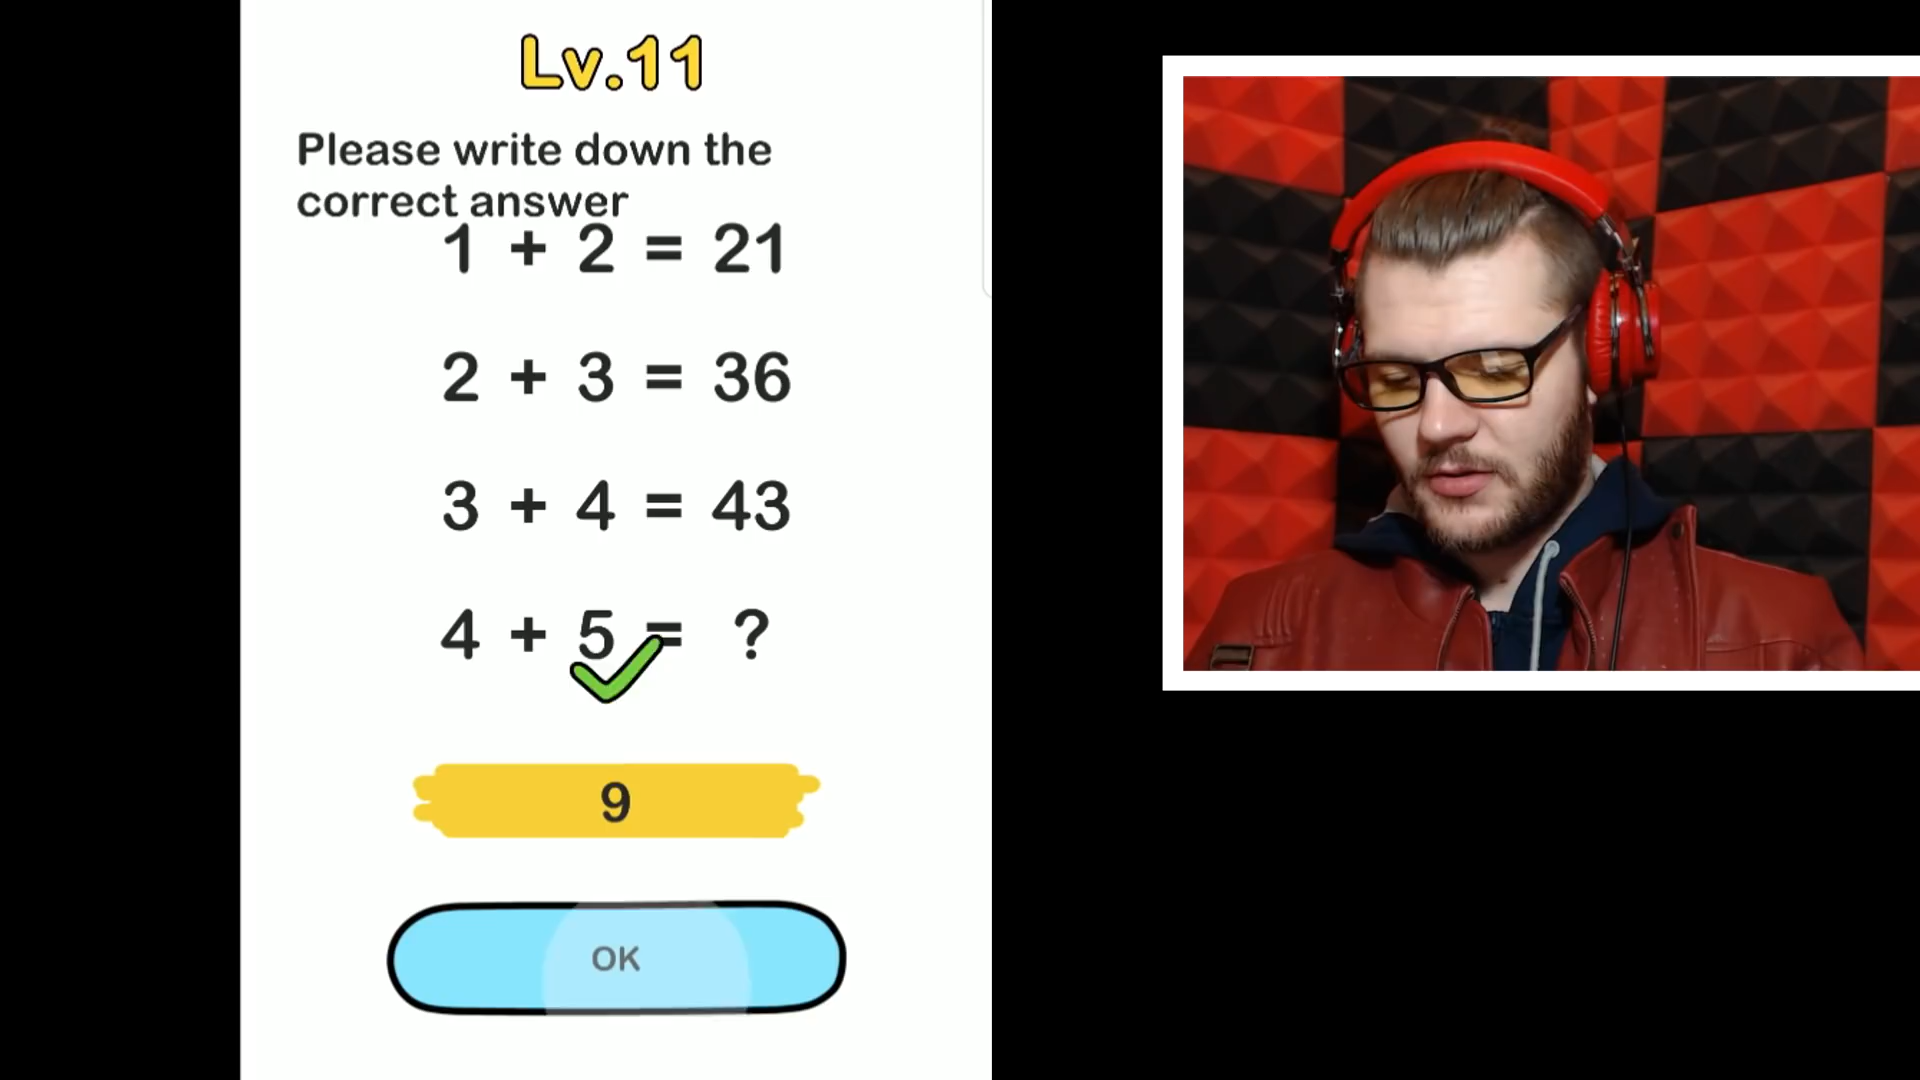 Lv.11
Please write down the
correct answer
1 + 2 = 21
2 + 3 = 36
3 + 4 = 43
4 + 5 = ?
9
OK